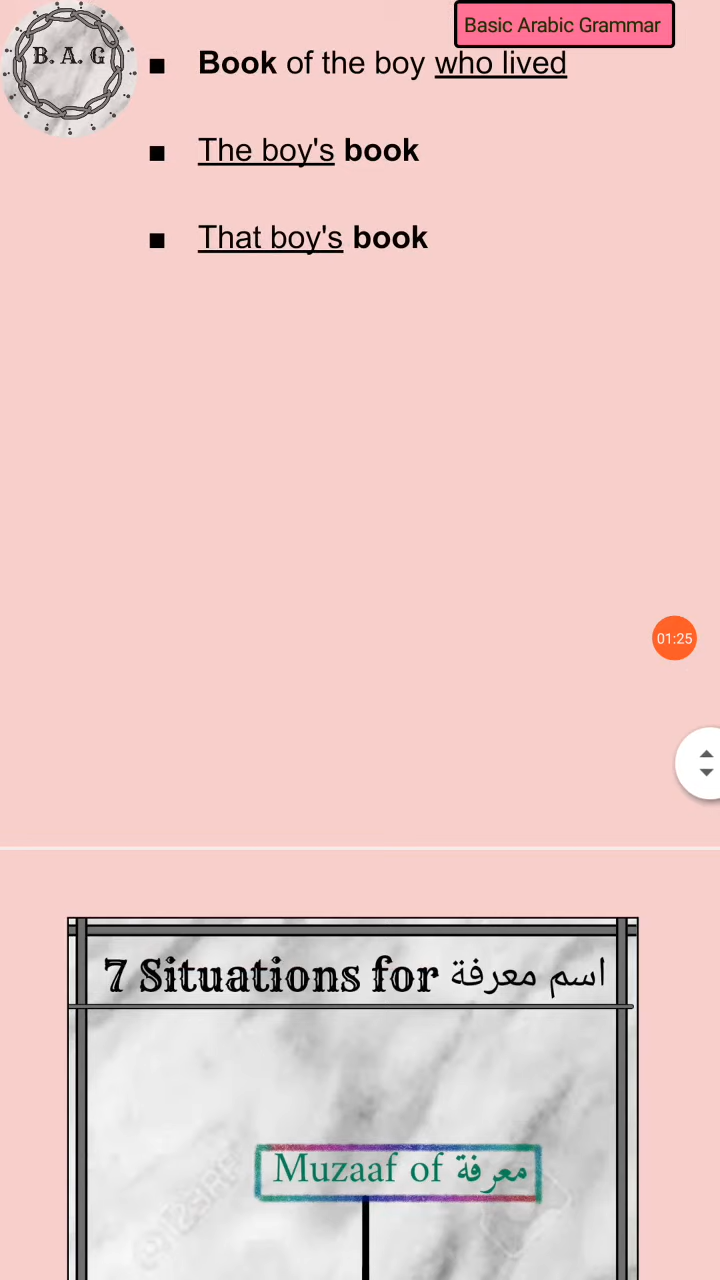 B. A. G
Basic Arabic Grammar
■ Book of the boy who lived
■ The boy's book
■ That boy's book
01:25
7 Situations for اسم معرفة
Muzaaf of معرفة
123RF